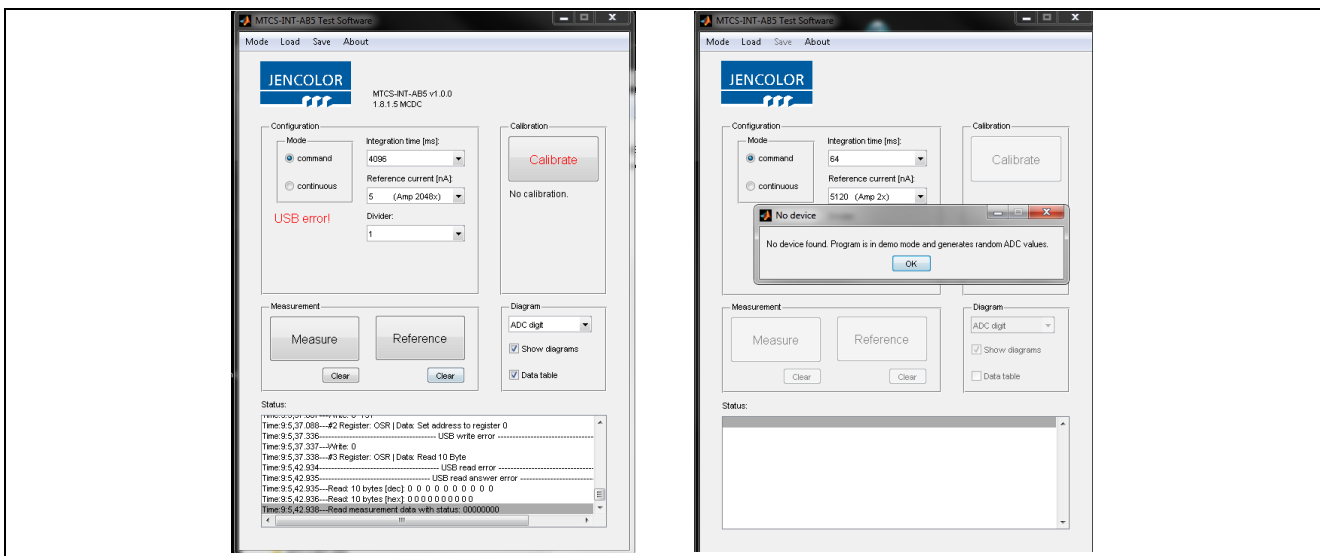 MTCS-INT-AB5 Test Software
Mode Load Save About
JENCOLOR
MTCS-INT-AB5 v1.0.0
1.8.1.5 MCDC
Configuration
Mode
command
continuous
USB error!
Integration time [ms]:
4096
Reference current [nA]:
5 (Amp 2048x)
Divider:
1
Calibration
Calibrate
No calibration.
Measurement
Measure
Reference
Clear
Clear
Diagram
ADC digit
Show diagrams
Data table
Status:
Time:9:5,37.088---#2 Register: OSR | Data: Set address to register 0
Time:9:5,37.336------------------------------------ USB write error -----------------------------
Time:9:5,37.337---Write: 0
Time:9:5,37.338---#3 Register: OSR | Data: Read 10 Byte
Time:9:5,42.934------------------------------------ USB read error -----------------------------
Time:9:5,42.935---------------------------------- USB read answer error ----------------------
Time:9:5,42.935---Read: 10 bytes [dec]: 0 0 0 0 0 0 0 0 0 0
Time:9:5,42.936---Read: 10 bytes [hex]: 0 0 0 0 0 0 0 0 0 0
Time:9:5,42.938---Read measurement data with status: 00000000
MTCS-INT-AB5 Test Software
Mode Load Save About
JENCOLOR
Configuration
Mode
command
continuous
Integration time [ms]:
64
Reference current [nA]:
5120 (Amp 2x)
Calibration
Calibrate
No device
No device found. Program is in demo mode and generates random ADC values.
OK
Measurement
Measure
Reference
Clear
Clear
Diagram
ADC digit
Show diagrams
Data table
Status: